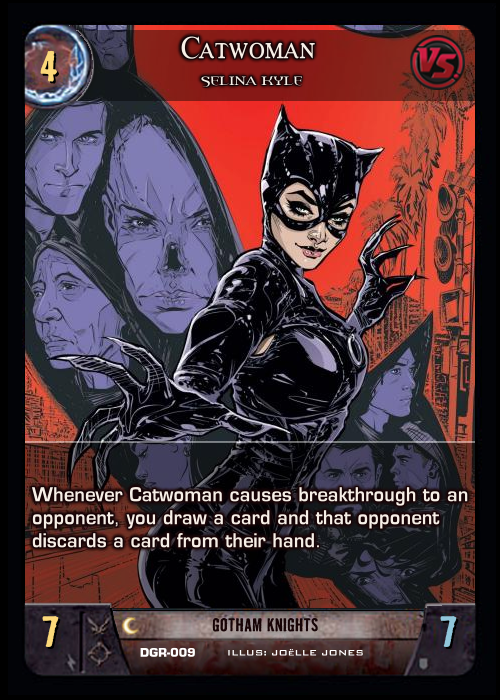 4
CATWOMAN
VS
SELINA KYLE
Whenever Catwoman causes breakthrough to an
opponent, you draw a card and that opponent
discards a card from their hand.
7
GOTHAM KNIGHTS
7
DGR-009 ILLUS: JOËLLE JONES